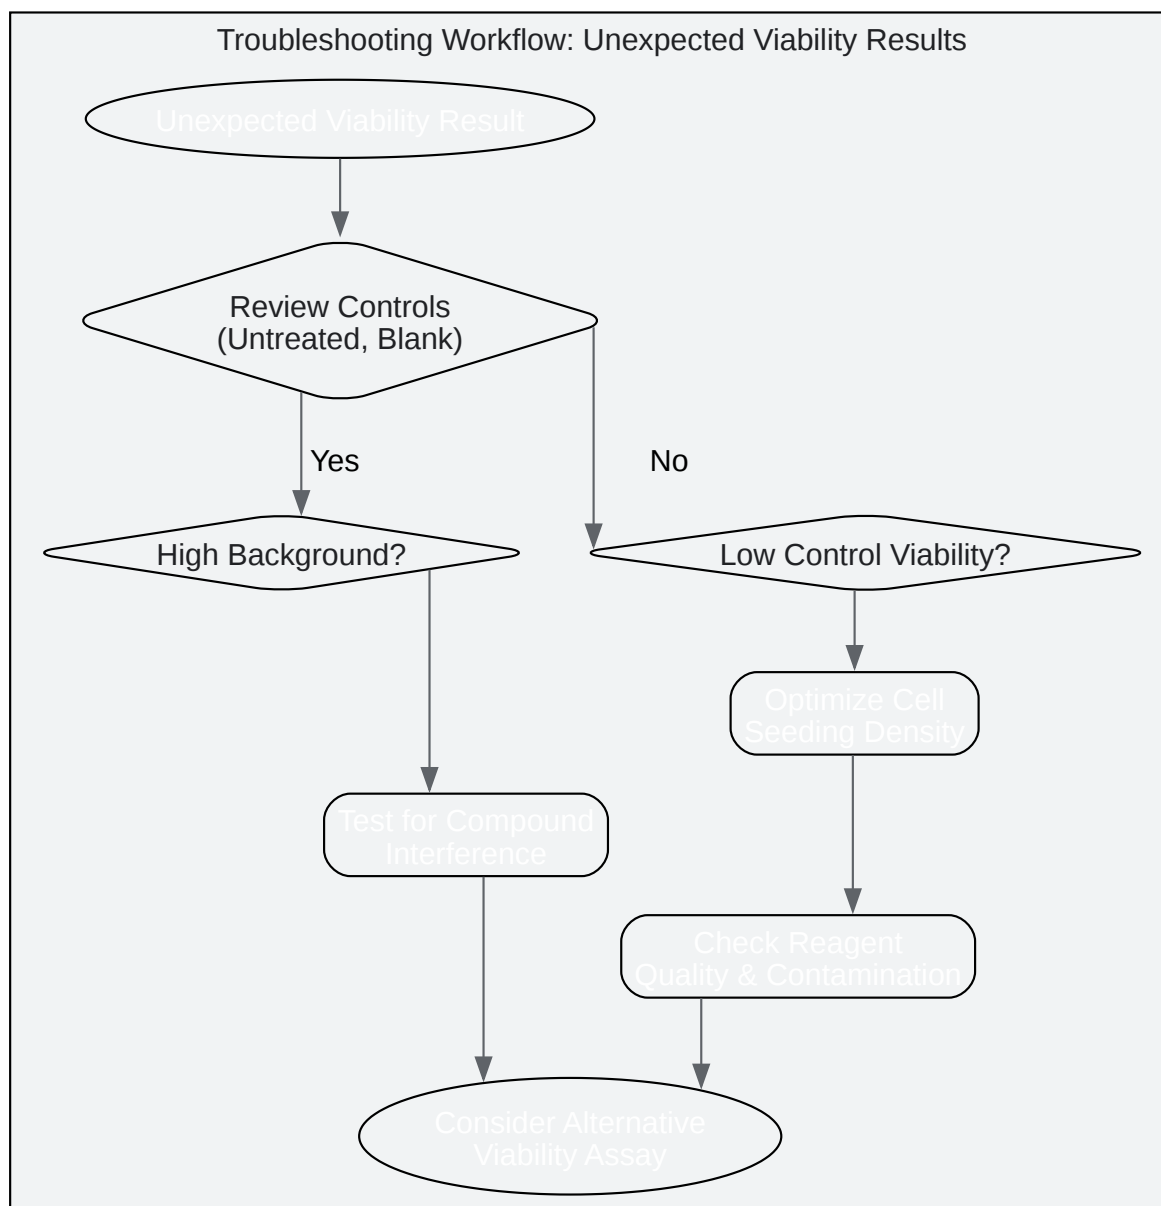 Troubleshooting Workflow: Unexpected Viability Results
Unexpected Viability Result
Review Controls
(Untreated, Blank)
Yes
No
High Background?
Low Control Viability?
Optimize Cell
Seeding Density
Test for Compound
Interference
Check Reagent
Quality & Contamination
Consider Alternative
Viability Assay